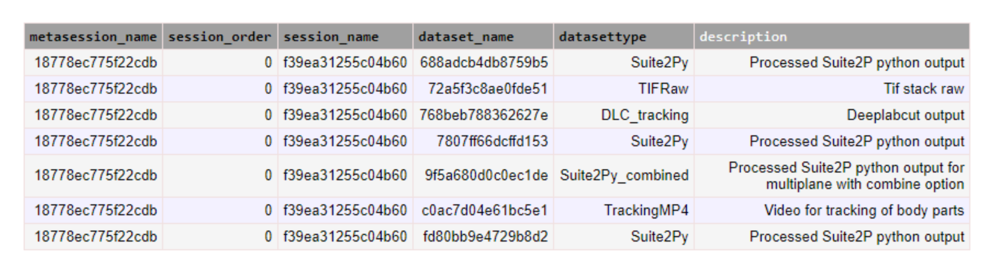 metasession_name session_order session_name dataset_name datasettype description
18778ec775f22cdb 0 f39ea31255c04b60 688adcb4db8759b5 Suite2Py Processed Suite2P python output
18778ec775f22cdb 0 f39ea31255c04b60 72a5f3c8ae0fde51 TIFRaw Tif stack raw
18778ec775f22cdb 0 f39ea31255c04b60 768beb788362627e DLC_tracking Deeplabcut output
18778ec775f22cdb 0 f39ea31255c04b60 7807ff66dcffd153 Suite2Py Processed Suite2P python output
18778ec775f22cdb 0 f39ea31255c04b60 9f5a680d0c0ec1de Suite2Py_combined Processed Suite2P python output for
multiplane with combine option
18778ec775f22cdb 0 f39ea31255c04b60 c0ac7d04e61bc5e1 TrackingMP4 Video for tracking of body parts
18778ec775f22cdb 0 f39ea31255c04b60 fd80bb9e4729b8d2 Suite2Py Processed Suite2P python output